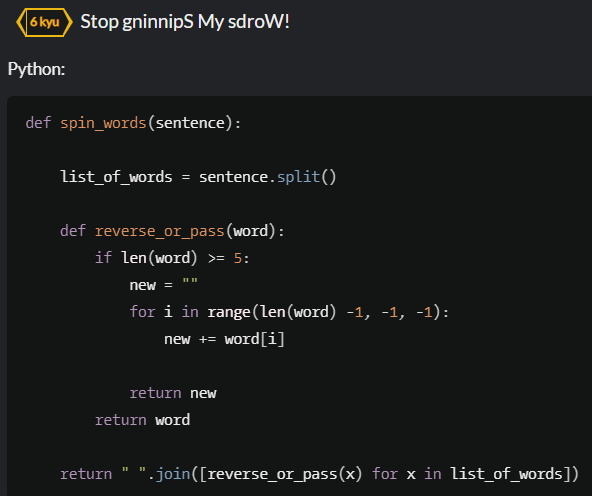 6 kyu Stop gninnipS My sdroW!
Python:
def spin_words(sentence):
list_of_words = sentence.split()
def reverse_or_pass(word):
if len(word) >= 5:
new = ""
for i in range(len(word) -1, -1, -1):
new += word[i]
return new
return word
return " ".join([reverse_or_pass(x) for x in list_of_words])